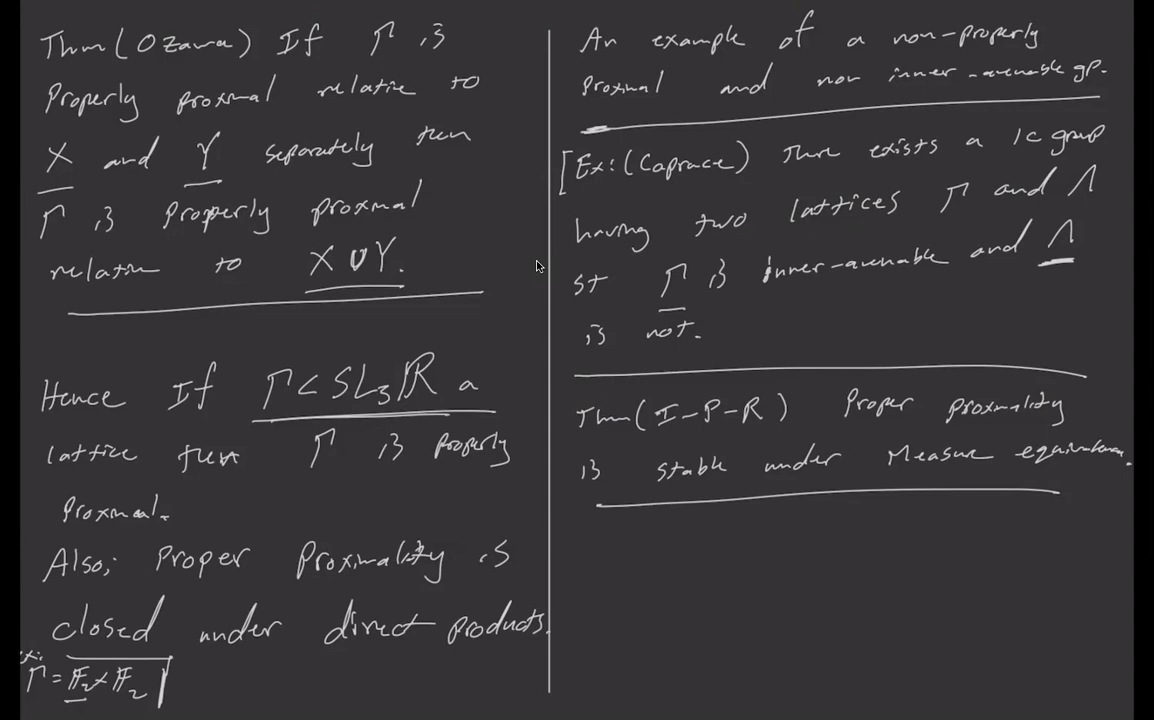 Thm (Ozawa) If Γ is
Properly proximal relative to
X and Y separately then
Γ is Properly proximal
relative to X ∪ Y.
Hence If Γ < SL₃ℝ a
lattice then Γ is properly
Proximal.
Also; Proper Proximality is
closed under direct products.
Ex:
Γ = 𝔽₂ × 𝔽₂
An example of a non-properly
Proximal and non inner-amenable gp.
[Ex: (Caprace) There exists a lc group
having two lattices Γ and Λ
st Γ is inner-amenable and Λ
is not.
Thm (I-P-R) Proper Proximality
is stable under Measure equivalence.